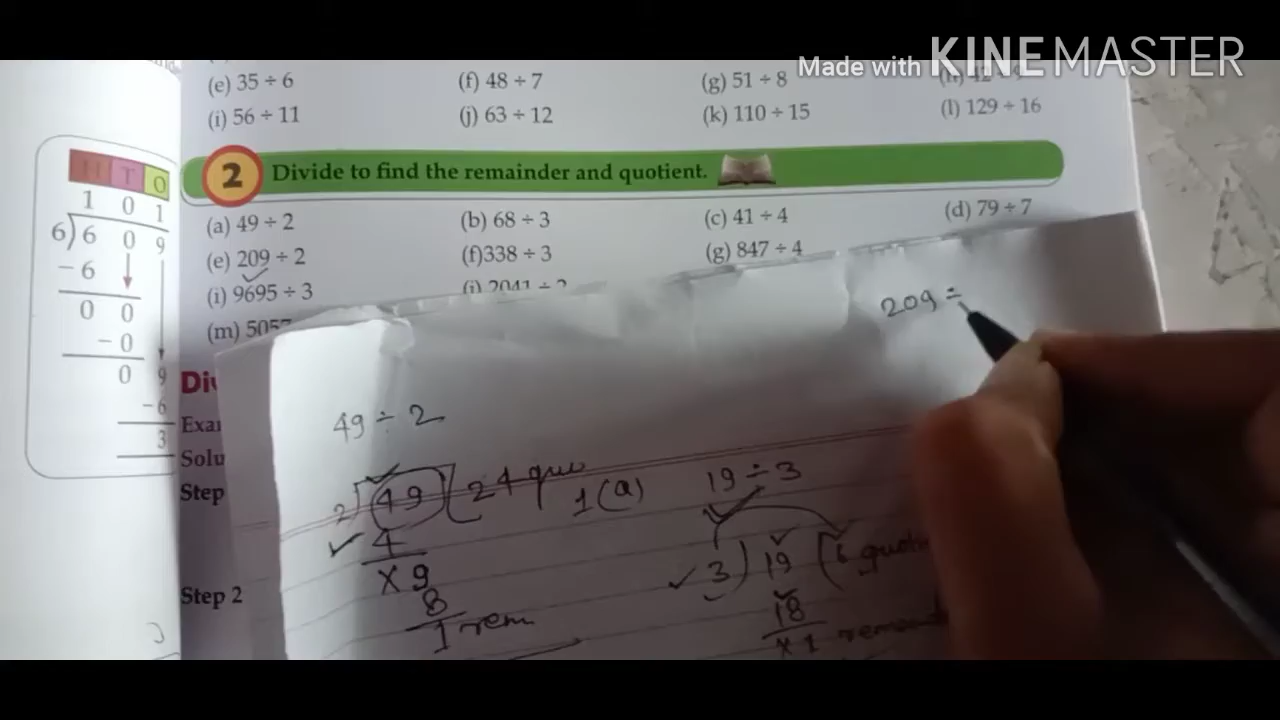 Made with KINEMASTER
(e) 35 ÷ 6 (f) 48 ÷ 7 (g) 51 ÷ 8
(i) 56 ÷ 11 (j) 63 ÷ 12 (k) 110 ÷ 15 (l) 129 ÷ 16
2 Divide to find the remainder and quotient.
(a) 49 ÷ 2 (b) 68 ÷ 3 (c) 41 ÷ 4 (d) 79 ÷ 7
(e) 209 ÷ 2 (f)338 ÷ 3 (g) 847 ÷ 4
(i) 9695 ÷ 3 (j) 2041 ÷
(m) 5057
H T O
1 0 1
6)6 0 9
-6
0 0
-0
0 9
-6
3
Step
Step 2
209 ÷
49 ÷ 2
2)49(24 quo
4
x 9
8
1 rem
1(a) 19 ÷ 3
3)19(6
18
x 1